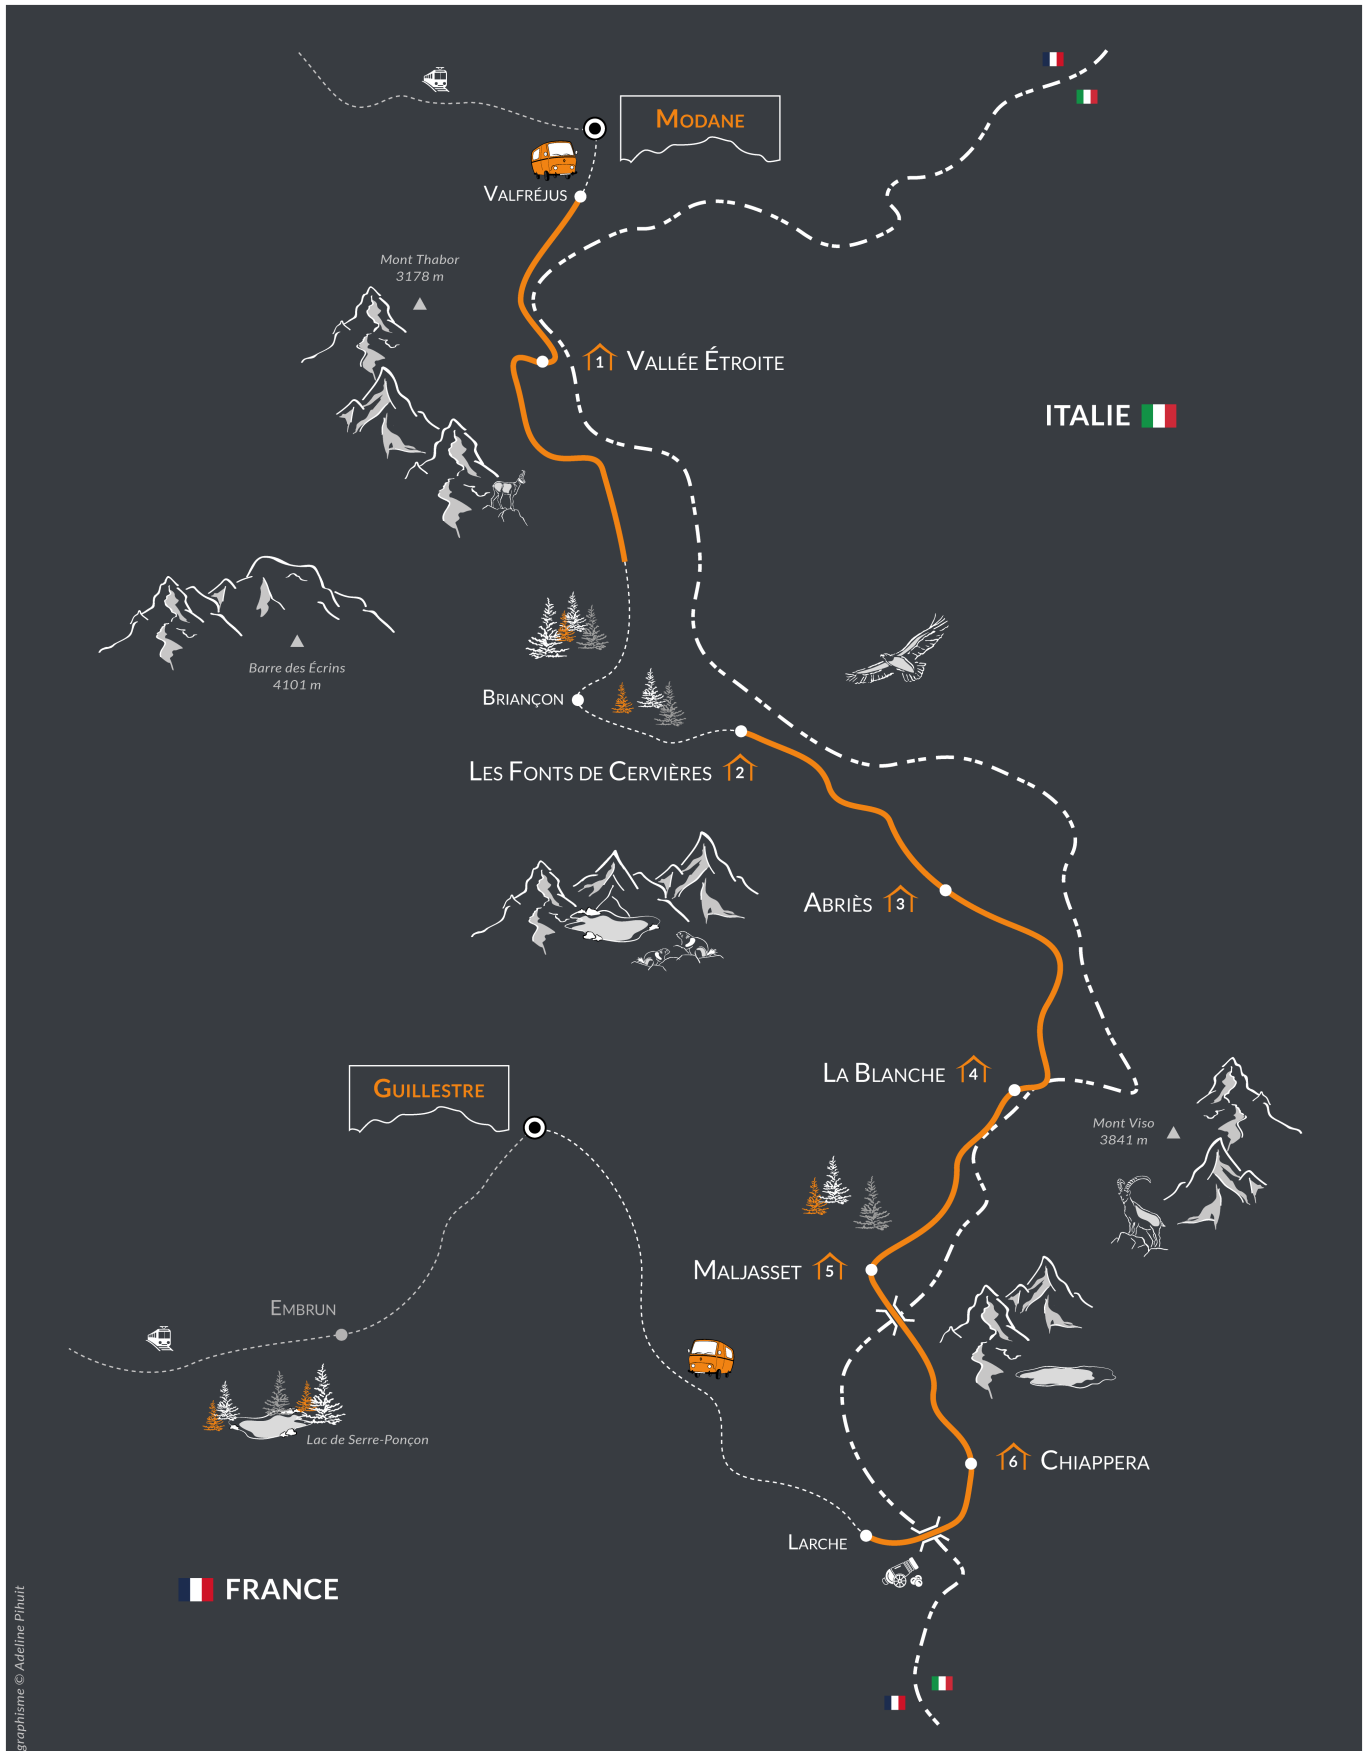 MODANE
VALFRÉJUS
Mont Thabor
3178 m
1 VALLÉE ÉTROITE
ITALIE
Barre des Écrins
4101 m
BRIANÇON
LES FONTS DE CERVIÈRES 2
ABRIÈS 3
LA BLANCHE 4
GUILLESTRE
Mont Viso
3841 m
MALJASSET 5
EMBRUN
Lac de Serre-Ponçon
6 CHIAPPERA
LARCHE
FRANCE
graphisme © Adeline Pihuit